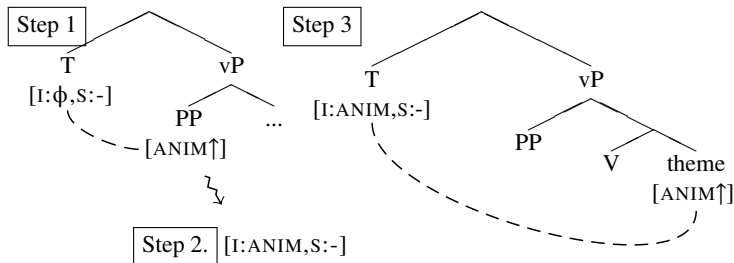 Step 1
T
vP
[I:ϕ,S:-]
PP
...
[ANIM↑]
Step 2. [I:ANIM,S:-]
Step 3
T
vP
[I:ANIM,S:-]
PP
V
theme
[ANIM↑]